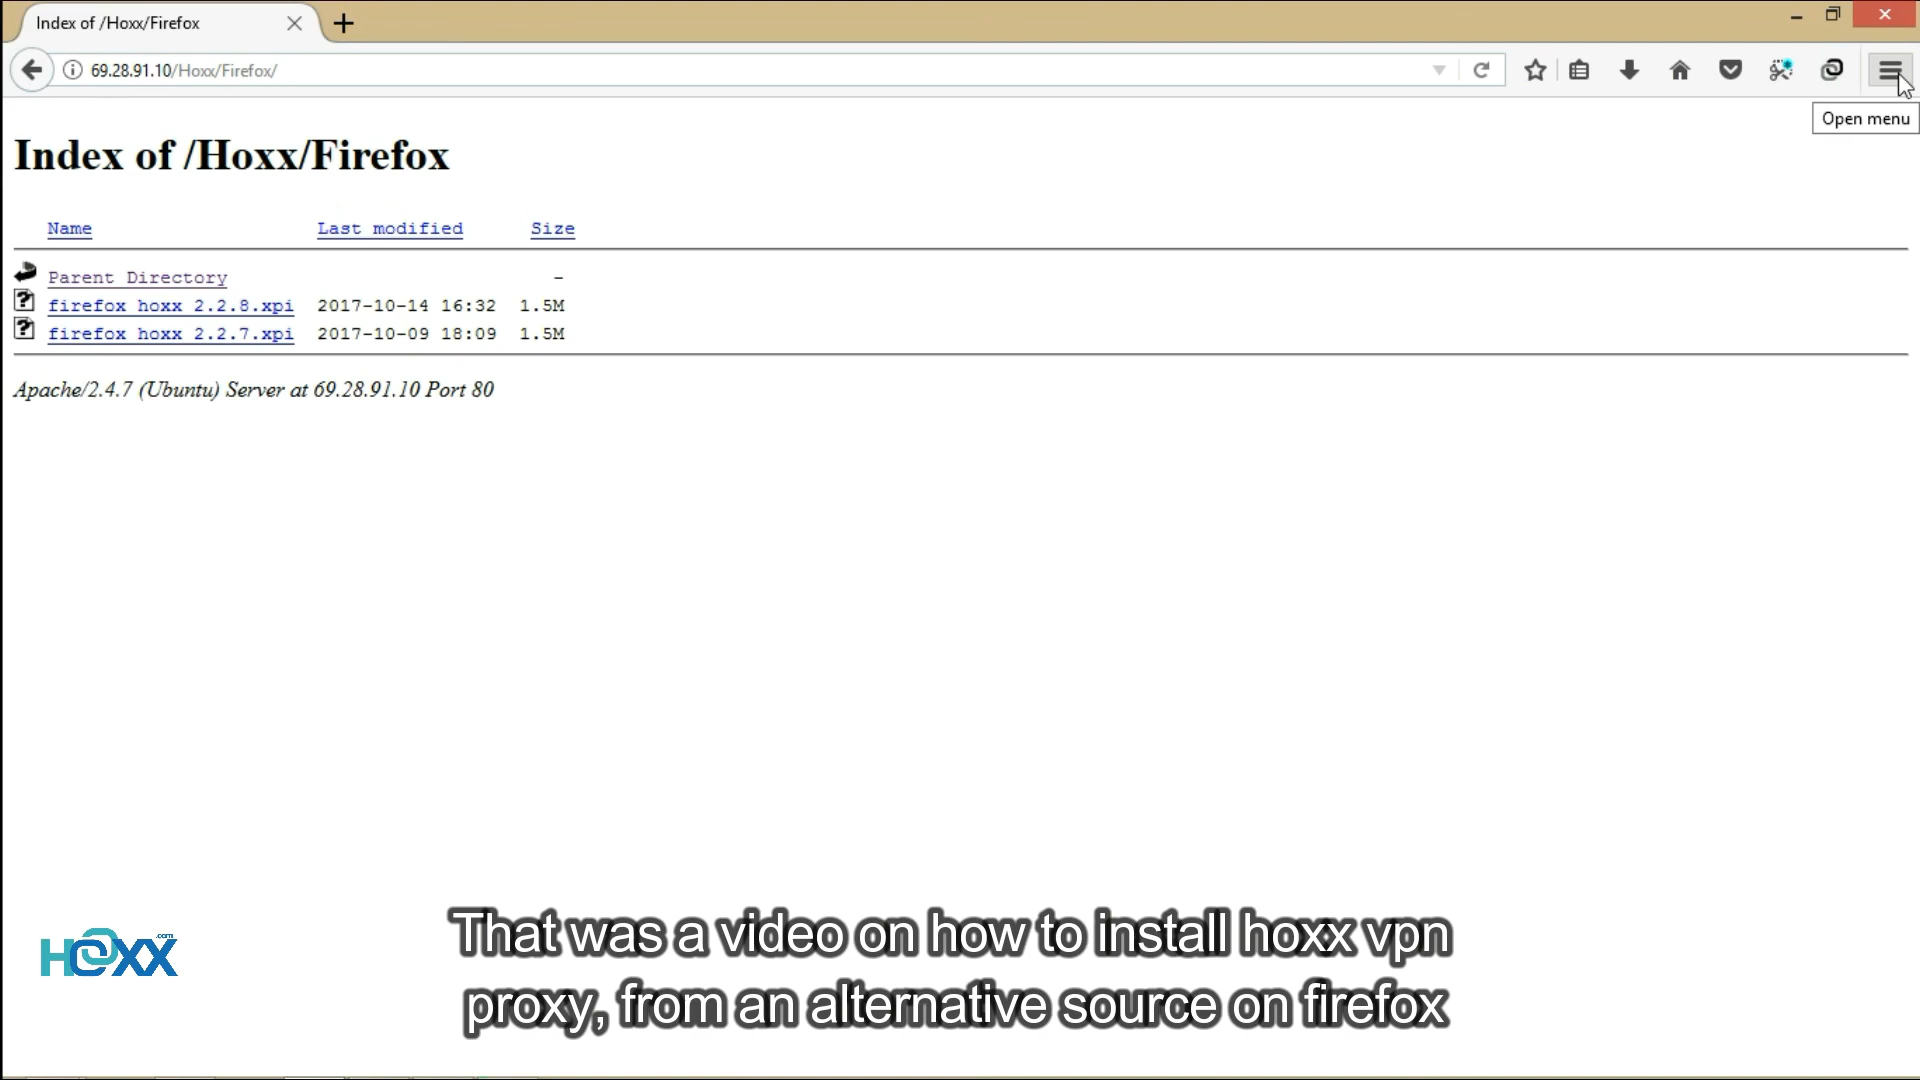 Index of /Hoxx/Firefox
69.28.91.10/Hoxx/Firefox/
Open menu
Index of /Hoxx/Firefox
Name Last modified Size
Parent Directory -
firefox hoxx 2.2.8.xpi 2017-10-14 16:32 1.5M
firefox hoxx 2.2.7.xpi 2017-10-09 18:09 1.5M
Apache/2.4.7 (Ubuntu) Server at 69.28.91.10 Port 80
HOXX.com
That was a video on how to install hoxx vpn
proxy, from an alternative source on firefox